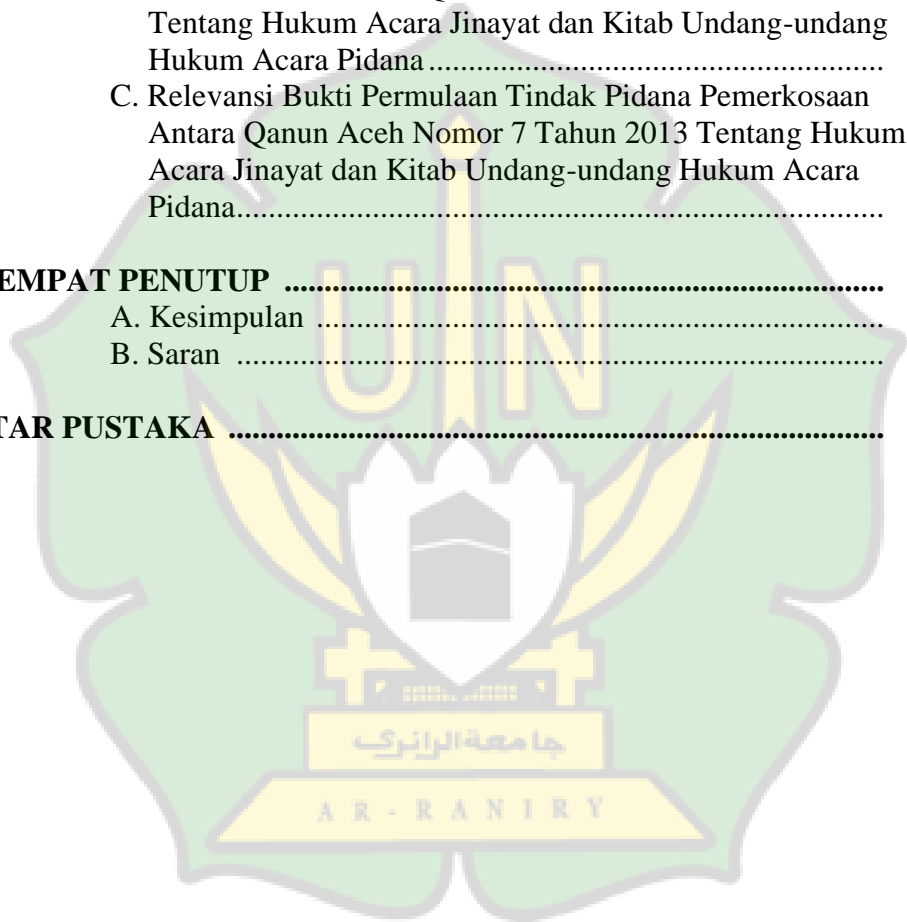 Tentang Hukum Acara Jinayat dan Kitab Undang-undang
Hukum Acara Pidana ........................................................
C. Relevansi Bukti Permulaan Tindak Pidana Pemerkosaan
Antara Qanun Aceh Nomor 7 Tahun 2013 Tentang Hukum
Acara Jinayat dan Kitab Undang-undang Hukum Acara
Pidana................................................................................
EMPAT PENUTUP ..........................................................................
A. Kesimpulan ......................................................................
B. Saran ................................................................................
TAR PUSTAKA .................................................................................
UIN
جامعة الرانري
AR-RANIRY